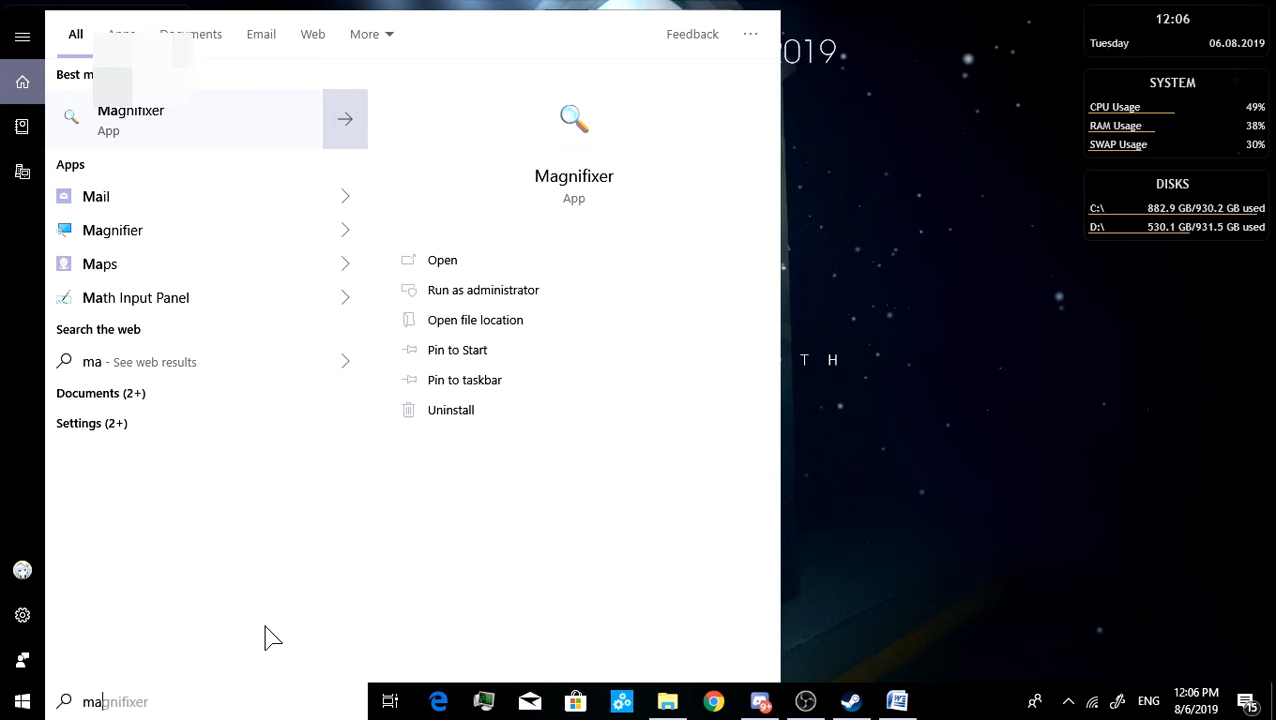 All Apps Documents Email Web More Feedback ...
Best m
Magnifixer
App
Apps
Mail
Magnifier
Maps
Math Input Panel
Search the web
ma - See web results
Documents (2+)
Settings (2+)
Magnifixer
App
Open
Run as administrator
Open file location
Pin to Start
Pin to taskbar
Uninstall
2019
T H
12:06
Tuesday 06.08.2019
SYSTEM
CPU Usage 49%
RAM Usage 38%
SWAP Usage 30%
DISKS
C:\ 882.9 GB/930.2 GB used
D:\ 530.1 GB/931.5 GB used
magnifixer
9+
ENG
12:06 PM
8/6/2019
15